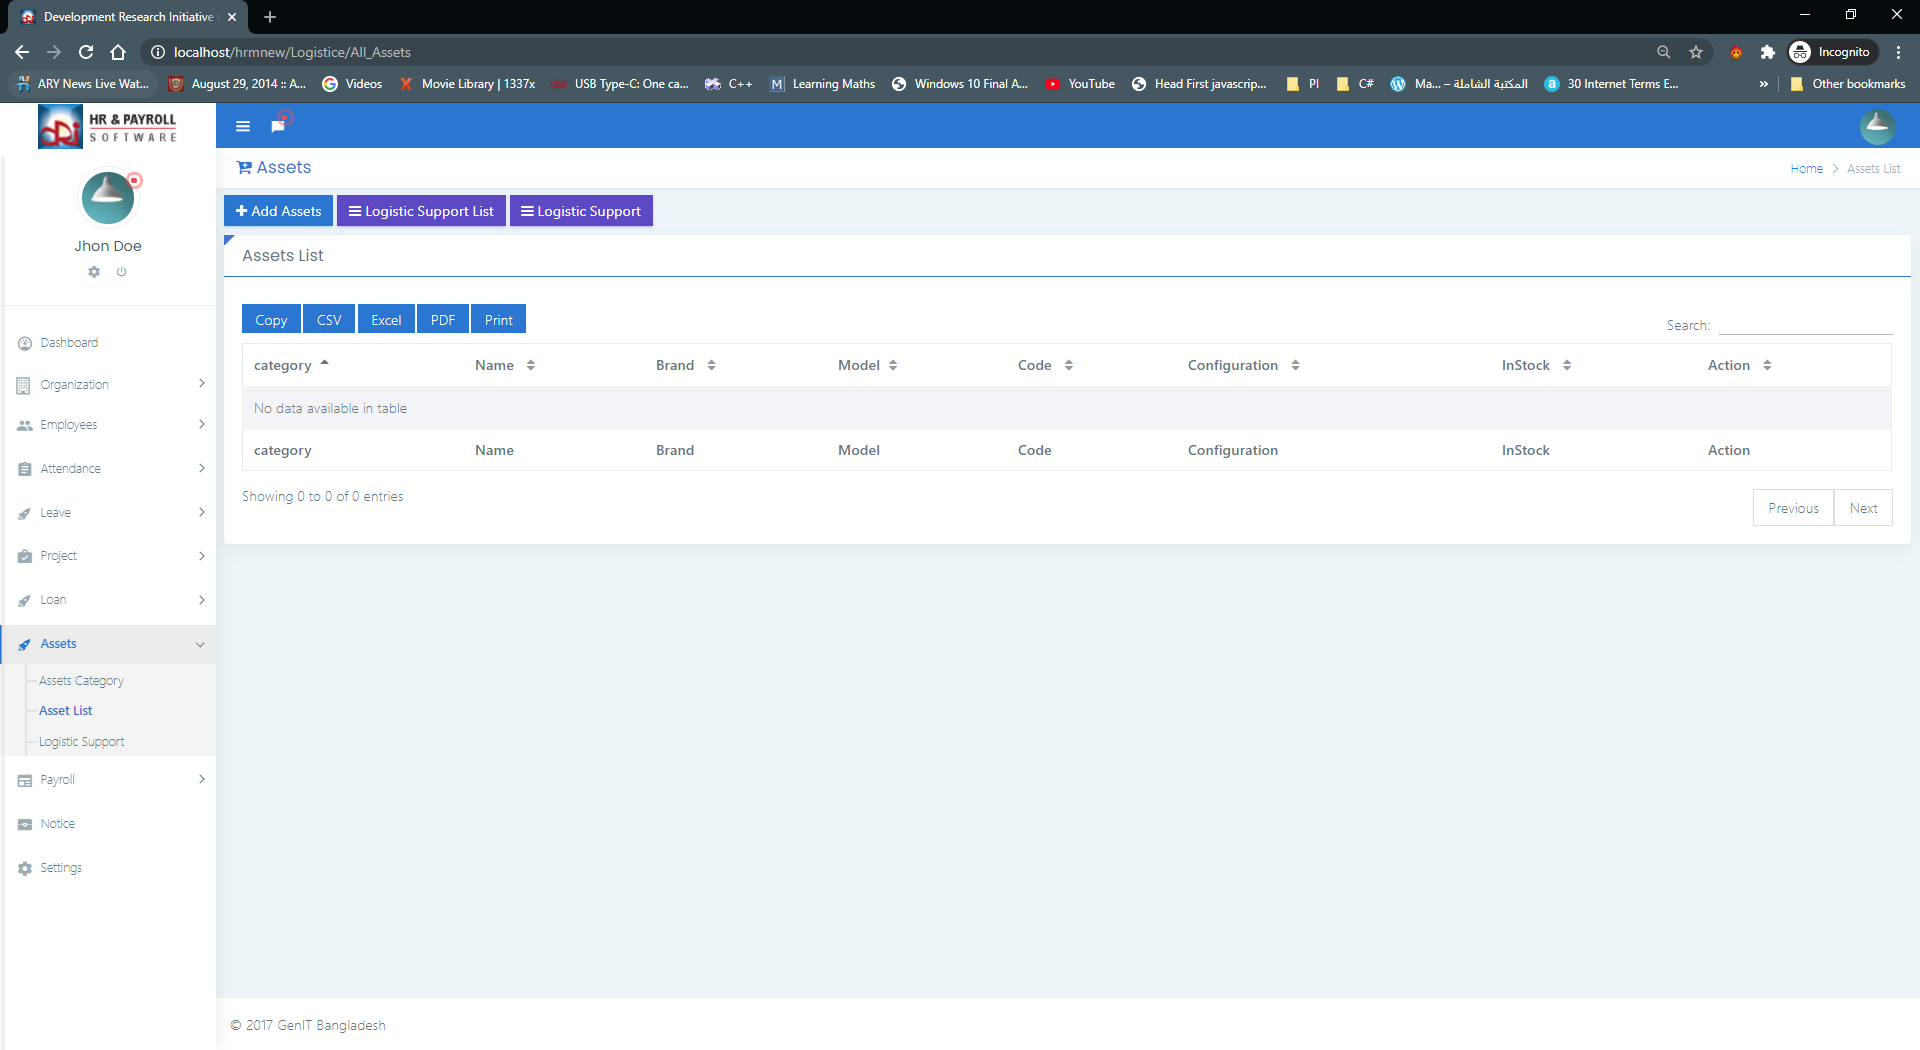 Development Research Initiative
localhost/hrmnew/Logistice/All_Assets
Incognito
ARY News Live Wat...
August 29, 2014 :: A...
Videos
Movie Library | 1337x
USB Type-C: One ca...
C++
Learning Maths
Windows 10 Final A...
YouTube
Head First javascrip...
PI
C#
Ma... – المكتبة الشاملة
30 Internet Terms E...
»
Other bookmarks
HR & PAYROLL
SOFTWARE
Jhon Doe
Dashboard
Organization
Employees
Attendance
Leave
Project
Loan
Assets
Assets Category
Asset List
Logistic Support
Payroll
Notice
Settings
Assets
Home > Assets List
Add Assets
Logistic Support List
Logistic Support
Assets List
Copy CSV Excel PDF Print
Search:
category Name Brand Model Code Configuration InStock Action
No data available in table
category Name Brand Model Code Configuration InStock Action
Showing 0 to 0 of 0 entries
Previous Next
© 2017 GenIT Bangladesh